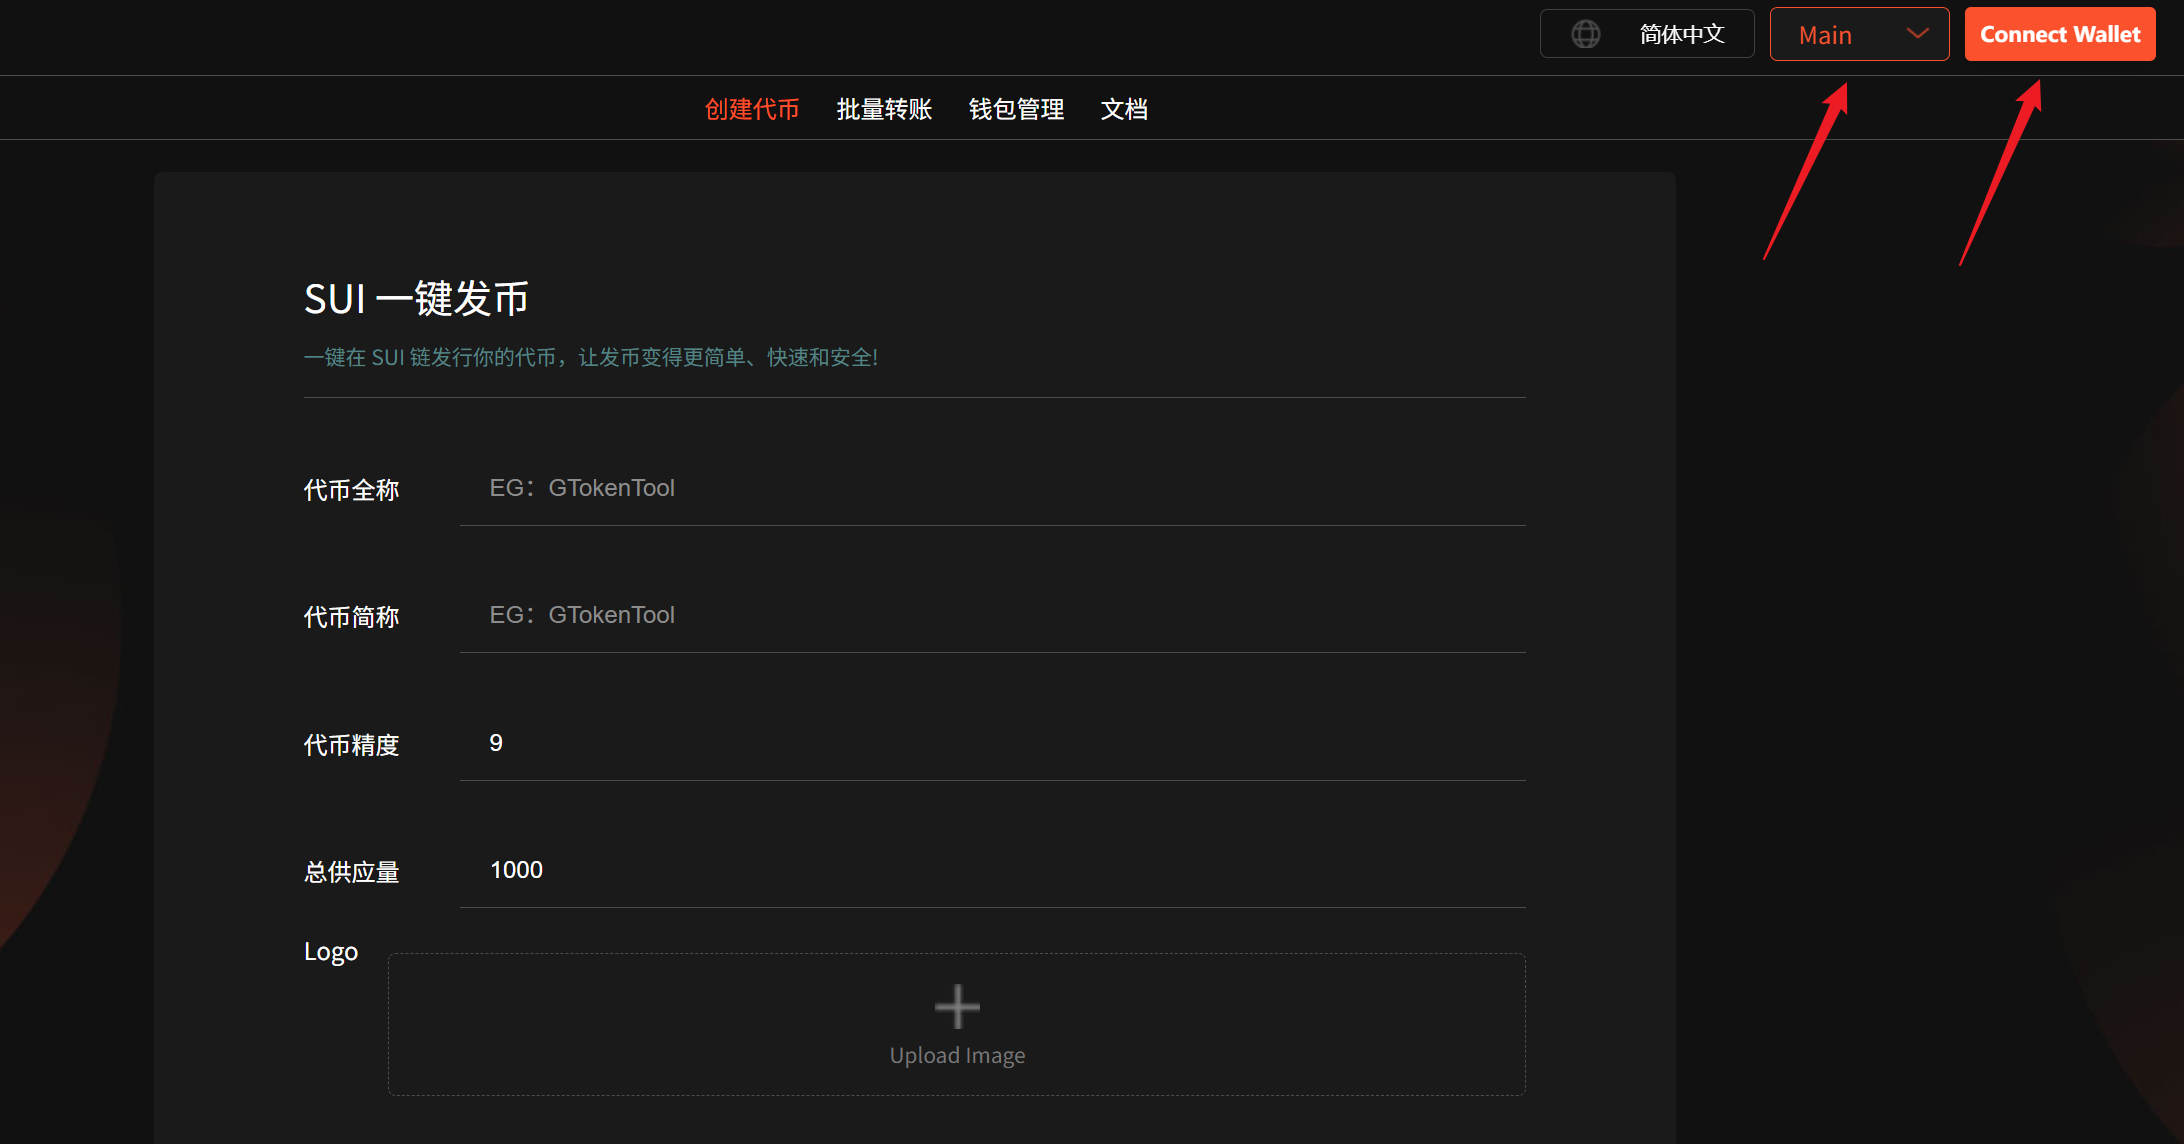 简体中文 Main Connect Wallet
创建代币 批量转账 钱包管理 文档
SUI 一键发币
一键在 SUI 链发行你的代币，让发币变得更简单、快速和安全!
代币全称 EG：GTokenTool
代币简称 EG：GTokenTool
代币精度 9
总供应量 1000
Logo
Upload Image